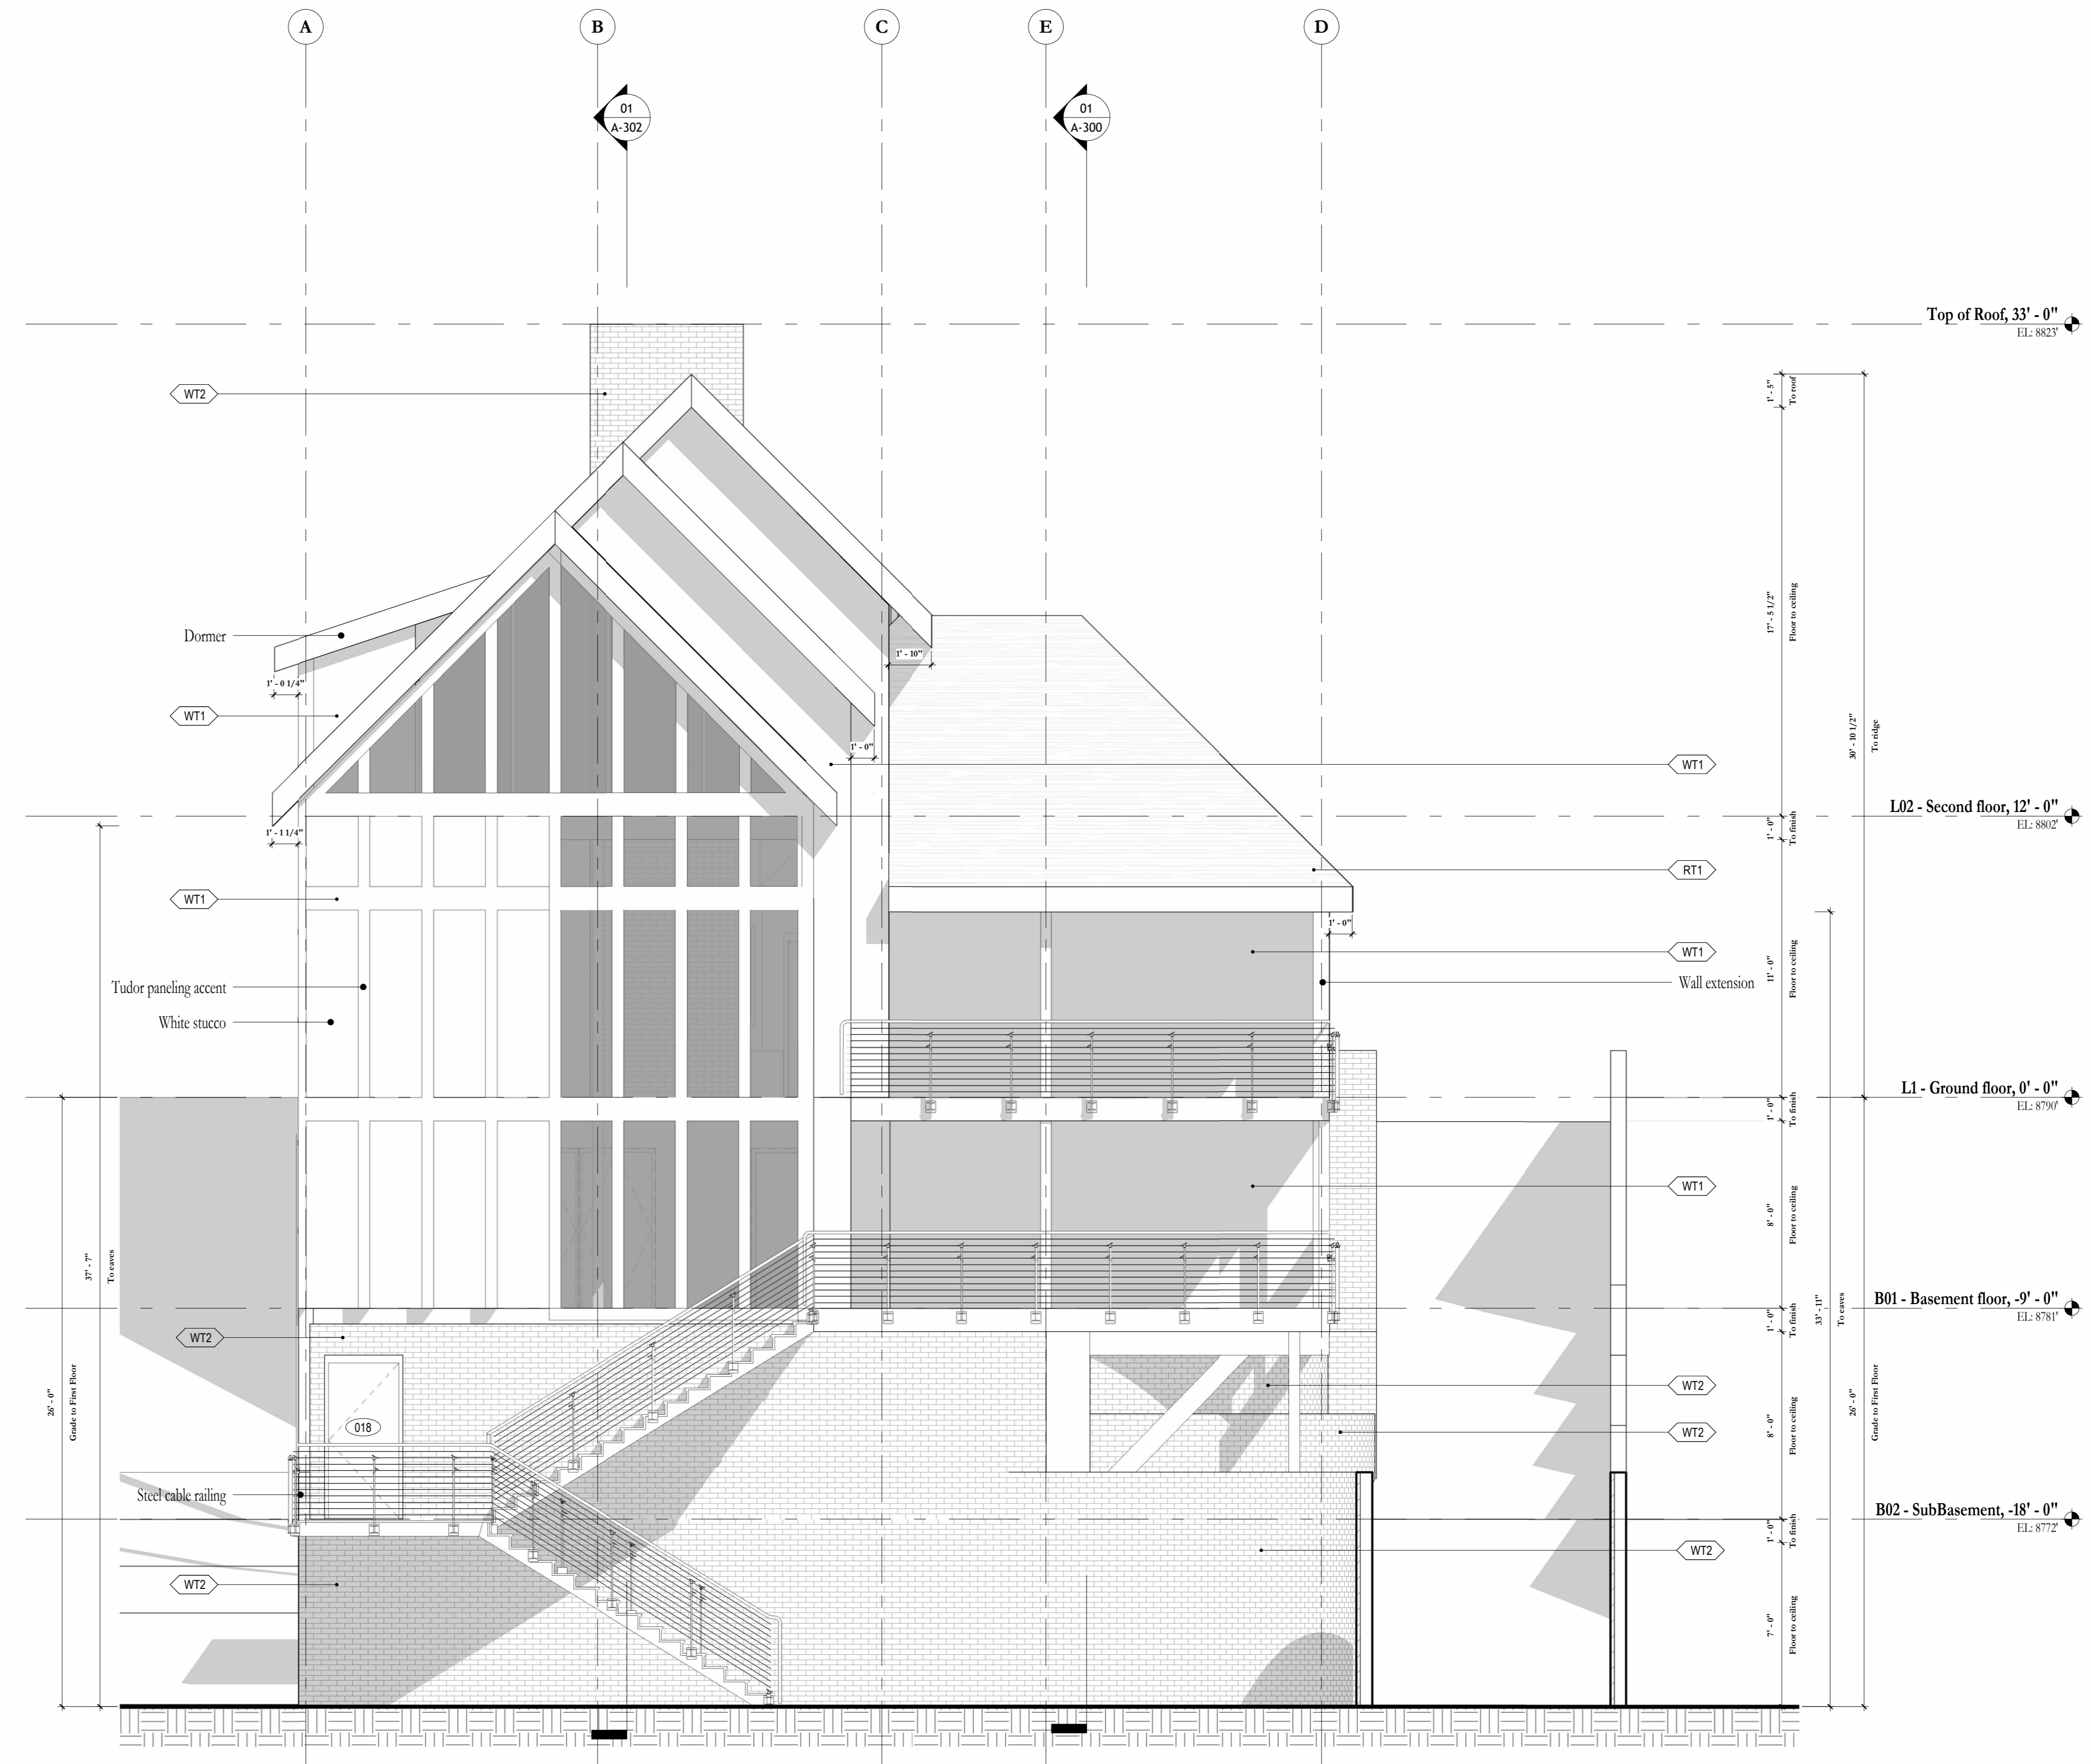 A
B
C
E
D
01
A-302
01
A-300
Top of Roof, 33' - 0"
EL: 8823'
WT2
1' - 5"
To roof
Dormer
1' - 10"
17' - 5 1/2"
Floor to ceiling
1' - 0 1/4"
WT1
30' - 10 1/2"
To ridge
1' - 0"
WT1
L02 - Second floor, 12' - 0"
EL: 8802'
1' - 0"
To finish
1' - 1 1/4"
RT1
WT1
1' - 0"
WT1
11' - 0"
Floor to ceiling
Tudor paneling accent
Wall extension
White stucco
L1 - Ground floor, 0' - 0"
EL: 8790'
1' - 0"
To finish
WT1
8' - 0"
Floor to ceiling
37' - 7"
To eaves
B01 - Basement floor, -9' - 0"
EL: 8781'
1' - 0"
To finish
33' - 11"
To eaves
WT2
WT2
26' - 0"
Grade to First Floor
018
WT2
8' - 0"
Floor to ceiling
26' - 0"
Grade to First Floor
Steel cable railing
B02 - SubBasement, -18' - 0"
EL: 8772'
1' - 0"
To finish
WT2
WT2
7' - 0"
Floor to ceiling